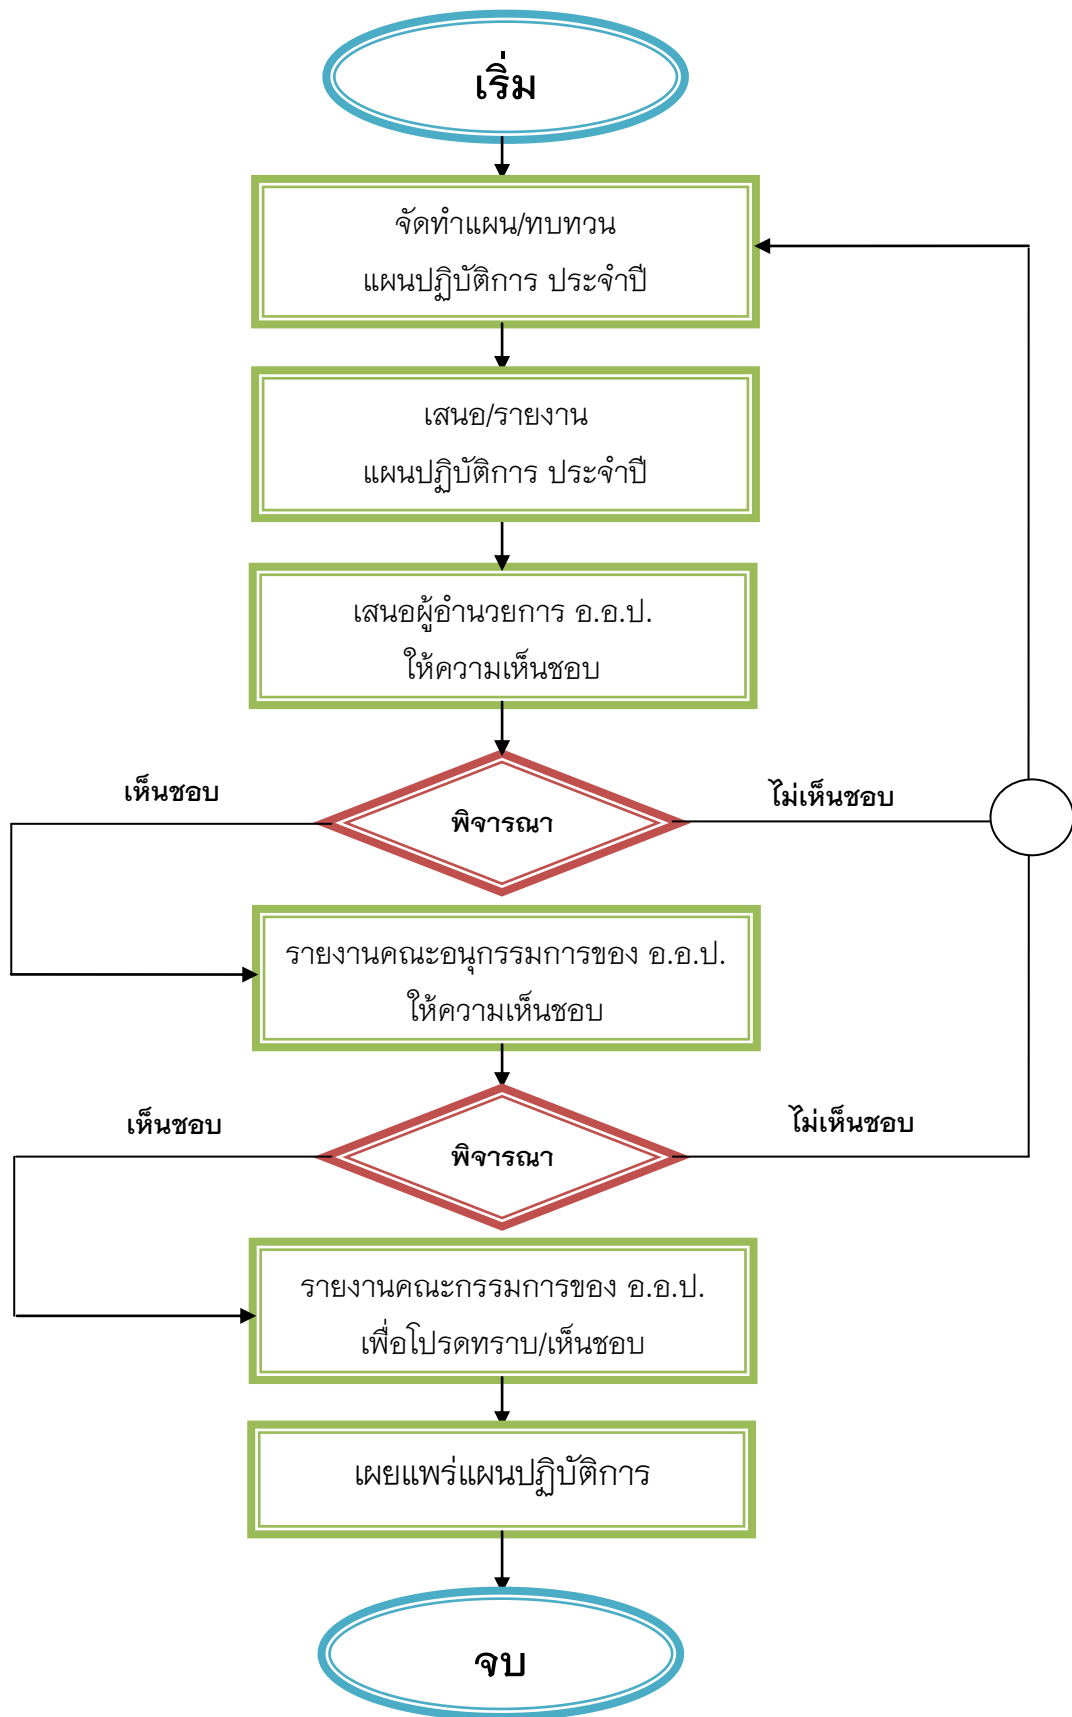 เริ่ม
จัดทำแผน/ทบทวน
แผนปฏิบัติการ ประจำปี
เสนอ/รายงาน
แผนปฏิบัติการ ประจำปี
เสนอผู้อำนวยการ อ.อ.ป.
ให้ความเห็นชอบ
เห็นชอบ
พิจารณา
ไม่เห็นชอบ
รายงานคณะอนุกรรมการของ อ.อ.ป.
ให้ความเห็นชอบ
เห็นชอบ
พิจารณา
ไม่เห็นชอบ
รายงานคณะกรรมการของ อ.อ.ป.
เพื่อโปรดทราบ/เห็นชอบ
เผยแพร่แผนปฏิบัติการ
จบ